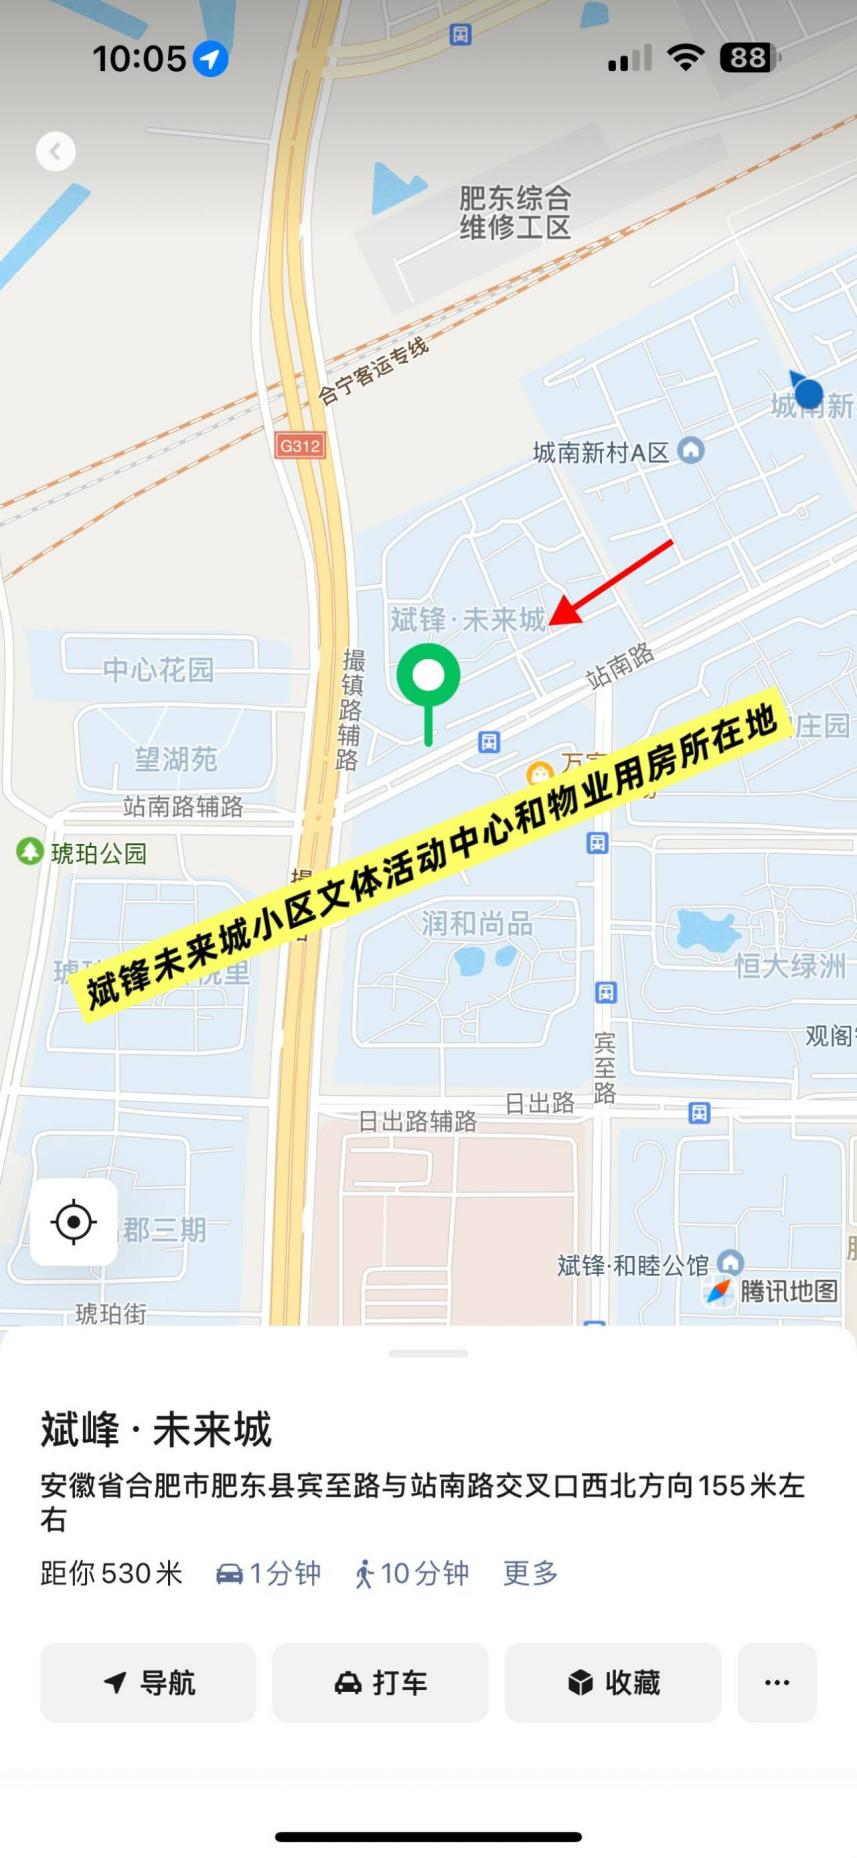 10:05
88
肥东综合
维修工区
合宁客运专线
G312
城南新
城南新村A区
斌锋·未来城
站南路
撮镇路辅路
中心花园
望湖苑
庄园
站南路辅路
琥珀公园
斌锋未来城小区文体活动中心和物业用房所在地
润和尚品
恒大绿洲
观阁
宾至路
日出路
日出路辅路
郡三期
斌锋·和睦公馆
腾讯地图
琥珀街
斌峰·未来城
安徽省合肥市肥东县宾至路与站南路交叉口西北方向155米左
右
距你530米 1分钟 10分钟 更多
导航 打车 收藏 ···